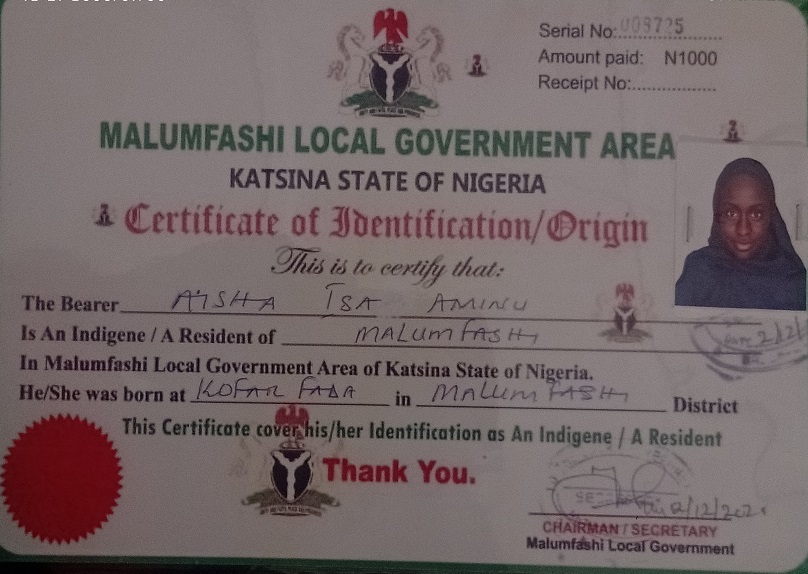 Serial No: 009725
Amount paid: N1000
Receipt No:
MALUMFASHI LOCAL GOVERNMENT AREA
KATSINA STATE OF NIGERIA
Certificate of Identification/Origin
This is to certify that:
The Bearer AISHA ISA AMINU
Is An Indigene / A Resident of MALUMFASHI
In Malumfashi Local Government Area of Katsina State of Nigeria.
He/She was born at KOFAR FADA in MALUMFASHI District
This Certificate cover his/her Identification as An Indigene / A Resident
Thank You.
CHAIRMAN / SECRETARY
Malumfashi Local Government